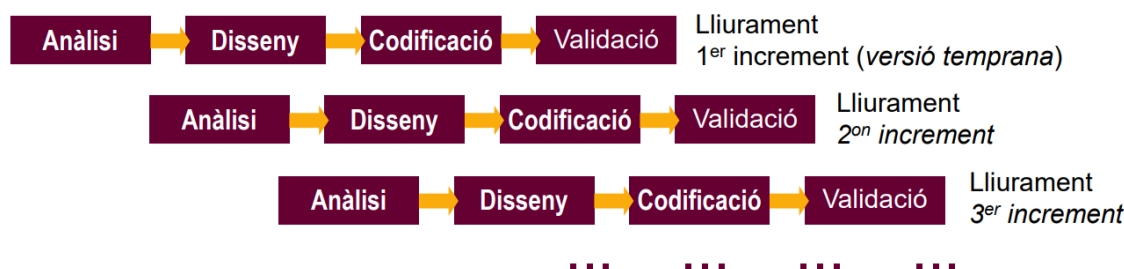 Anàlisi Disseny Codificació Validació Lliurament
1er increment (versió temprana)
Anàlisi Disseny Codificació Validació Lliurament
2on increment
Anàlisi Disseny Codificació Validació Lliurament
3er increment